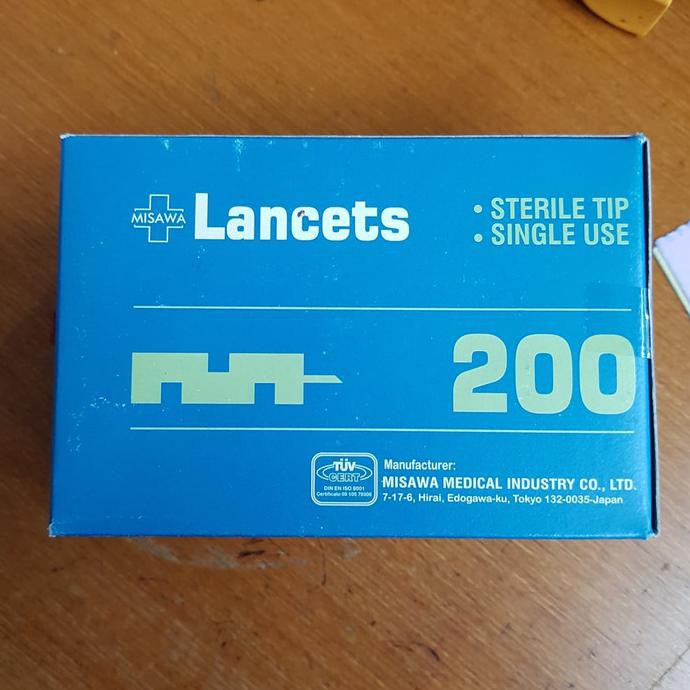 MISAWA
Lancets
• STERILE TIP
• SINGLE USE
200
TÜV
CERT
DIN EN ISO 9001
Manufacturer:
MISAWA MEDICAL INDUSTRY CO., LTD.
7-17-6, Hirai, Edogawa-ku, Tokyo 132-0035-Japan